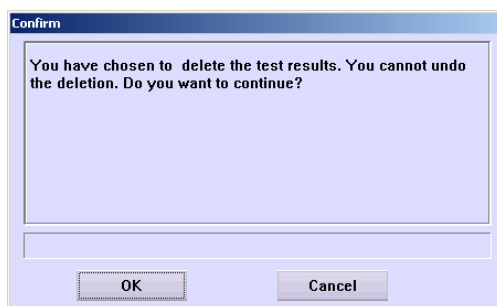 Confirm
You have chosen to  delete the test results. You cannot undo
the deletion. Do you want to continue?
OK
Cancel